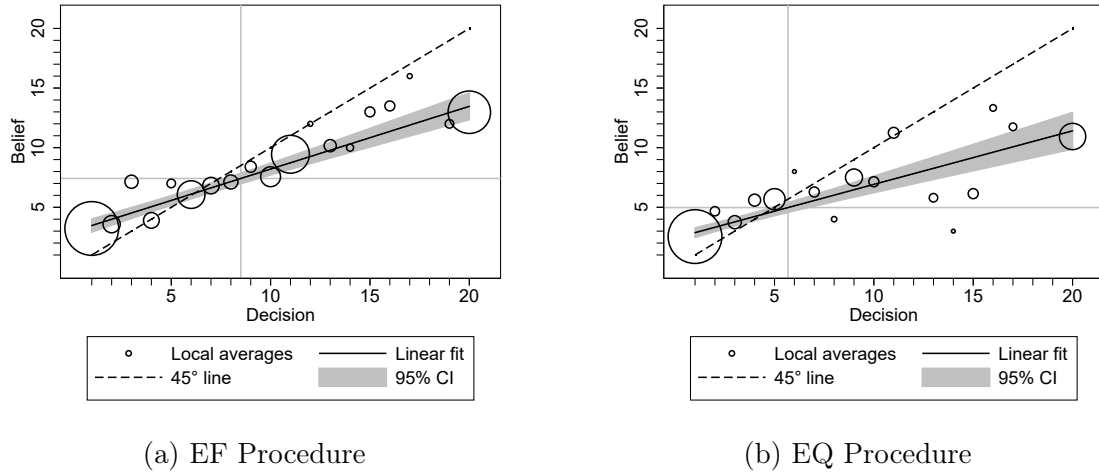 20
15
10
5
Belief
5 10 15 20
Decision
Local averages Linear fit
45° line 95% CI
(a) EF Procedure
20
15
10
5
Belief
5 10 15 20
Decision
Local averages Linear fit
45° line 95% CI
(b) EQ Procedure